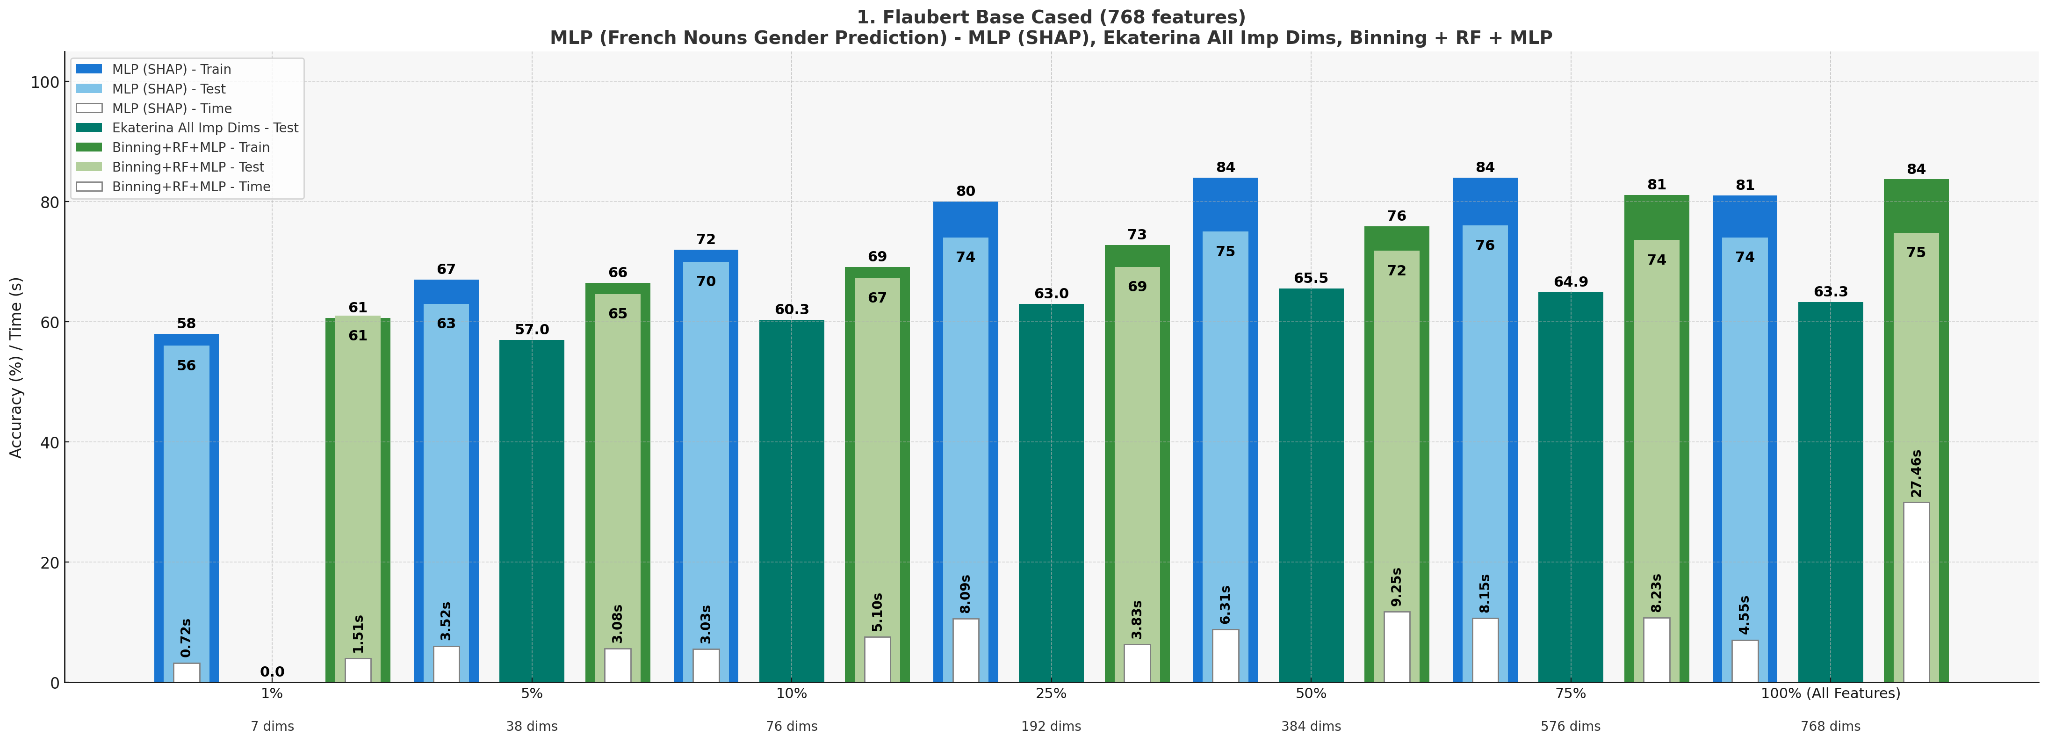 1. Flaubert Base Cased (768 features)
MLP (French Nouns Gender Prediction) - MLP (SHAP), Ekaterina All Imp Dims, Binning + RF + MLP
Accuracy (%) / Time (s)
100
80
60
40
20
0
MLP (SHAP) - Train
MLP (SHAP) - Test
MLP (SHAP) - Time
Ekaterina All Imp Dims - Test
Binning+RF+MLP - Train
Binning+RF+MLP - Test
Binning+RF+MLP - Time
58
56
0.72s
0.0
61
61
1.51s
67
63
3.52s
57.0
66
65
3.08s
72
70
3.03s
60.3
69
67
5.10s
80
74
8.09s
63.0
73
69
3.83s
84
75
6.31s
65.5
76
72
9.25s
84
76
8.15s
64.9
81
74
8.23s
81
74
4.55s
63.3
84
75
27.46s
1%
5%
10%
25%
50%
75%
100% (All Features)
7 dims
38 dims
76 dims
192 dims
384 dims
576 dims
768 dims